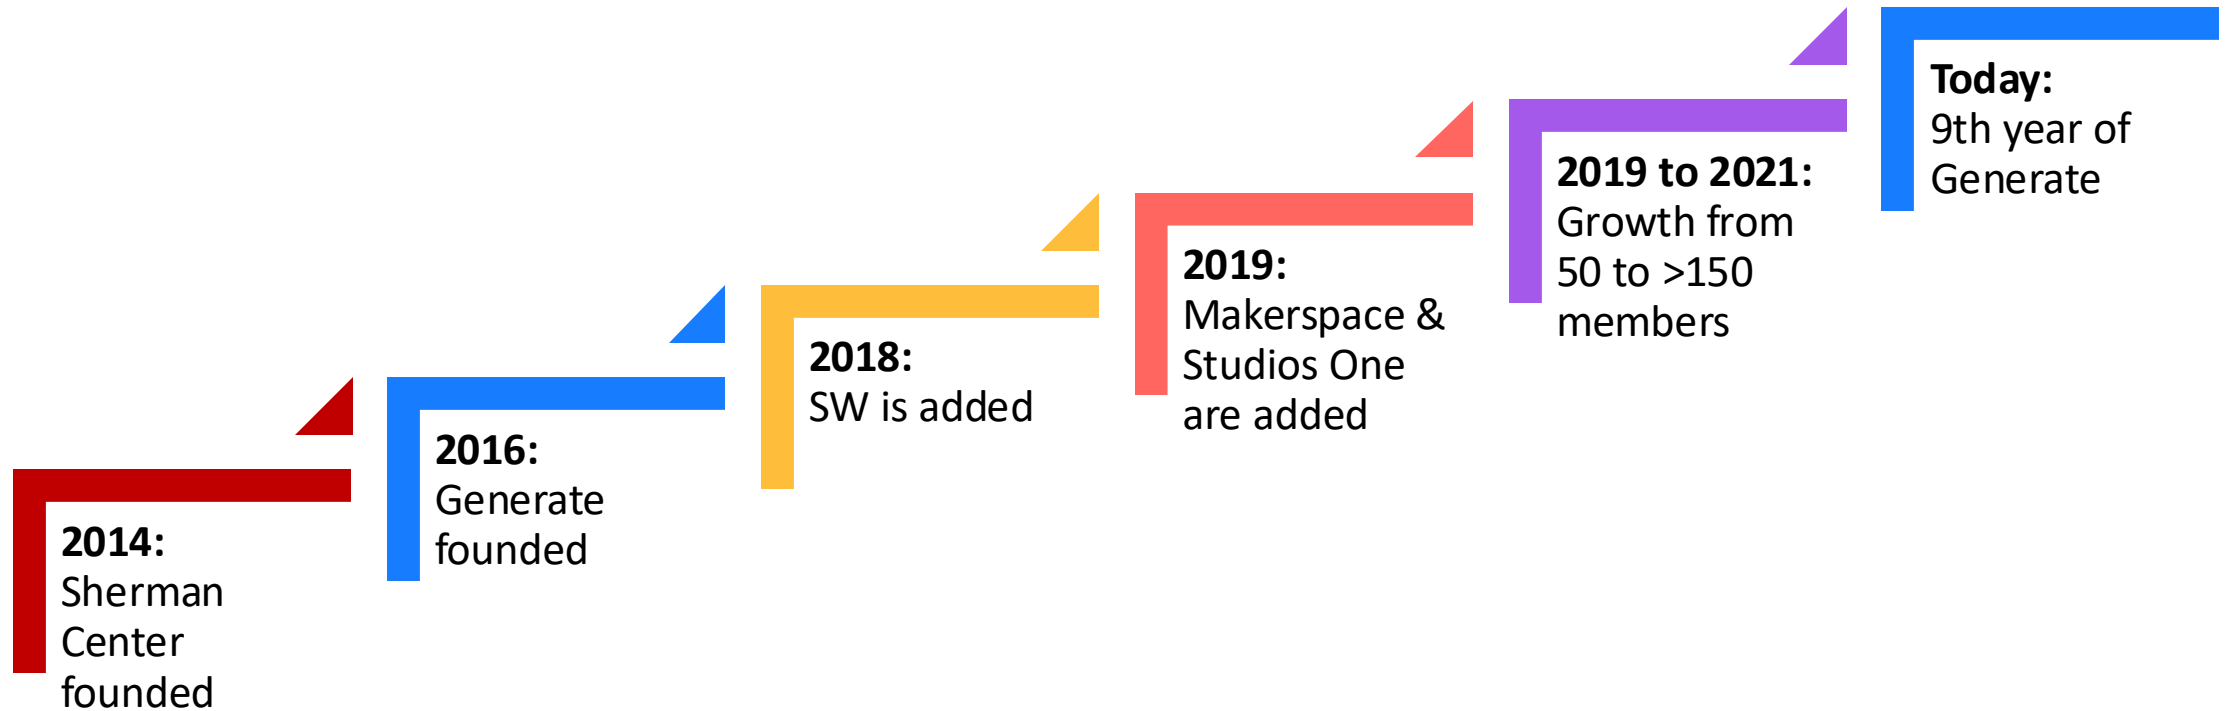 2014:
Sherman
Center
founded
2016:
Generate
founded
2018:
SW is added
2019:
Makerspace &
Studios One
are added
2019 to 2021:
Growth from
50 to >150
members
Today:
9th year of
Generate